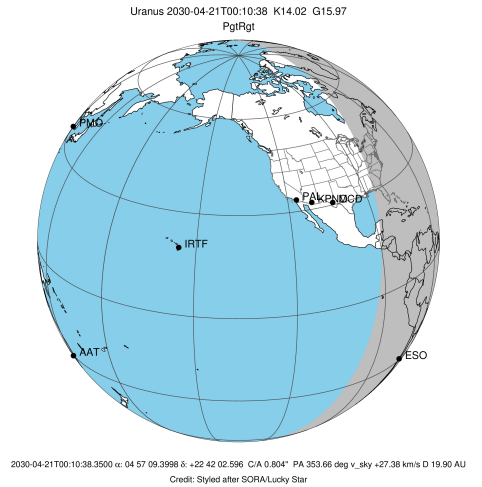 Uranus 2030-04-21T00:10:38 K14.02 G15.97
PgtRgt
PMO
PAL
KPNO
MCD
IRTF
AAT
ESO
2030-04-21T00:10:38.3500 α: 04 57 09.3998 δ: +22 42 02.596 C/A 0.804" PA 353.66 deg v_sky +27.38 km/s D 19.90 AU
Credit: Styled after SORA/Lucky Star